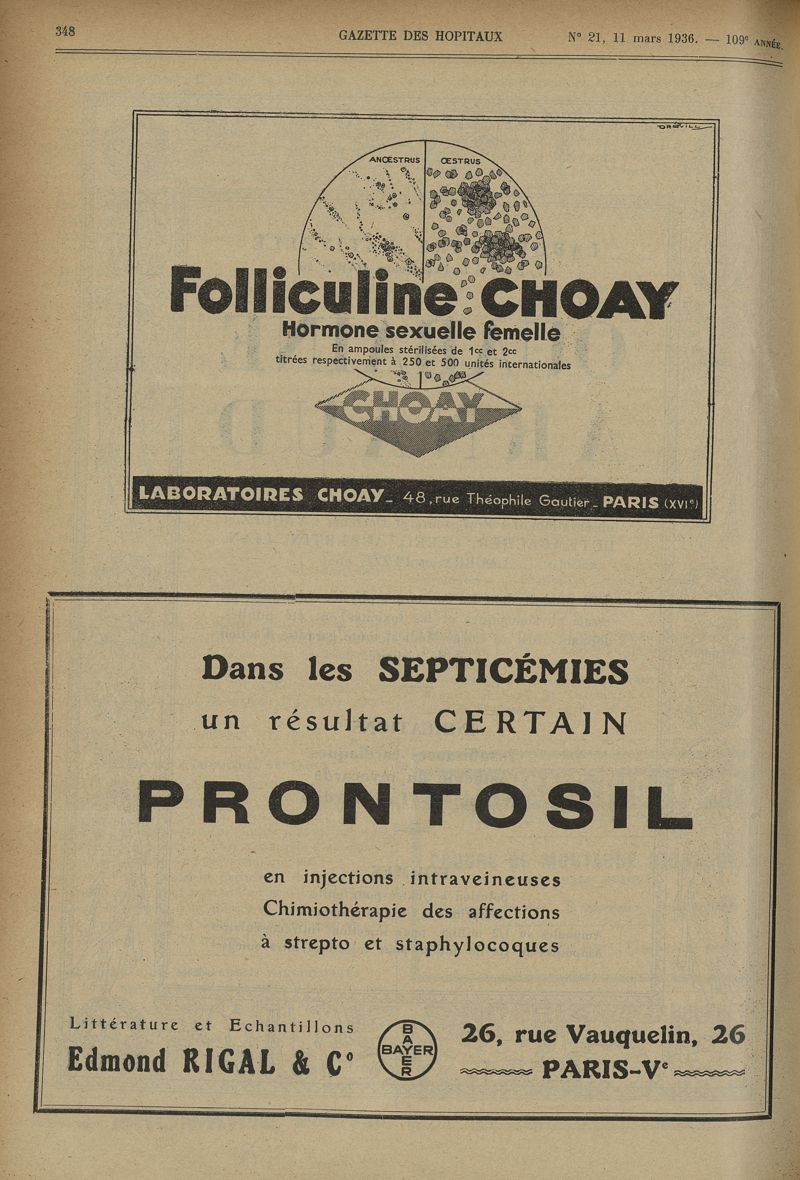 348
GAZETTE DES HOPITAUX
N° 21, 11 mars 1936. — 109e ANNÉE.
ANŒSTRUS ŒSTRUS
Folliculine CHOAY
Hormone sexuelle femelle
En ampoules stérilisées de 1cc et 2cc
titrées respectivement à 250 et 500 unités internationales
CHOAY
LABORATOIRES CHOAY_ 48, rue Théophile Gautier_ PARIS (XVIe)
Dans les SEPTICÉMIES
un résultat CERTAIN
PRONTOSIL
en injections intraveineuses
Chimiothérapie des affections
à strepto et staphylocoques
Littérature et Echantillons
Edmond RIGAL & Co
BAYER
BAYER
26, rue Vauquelin, 26
PARIS-Ve